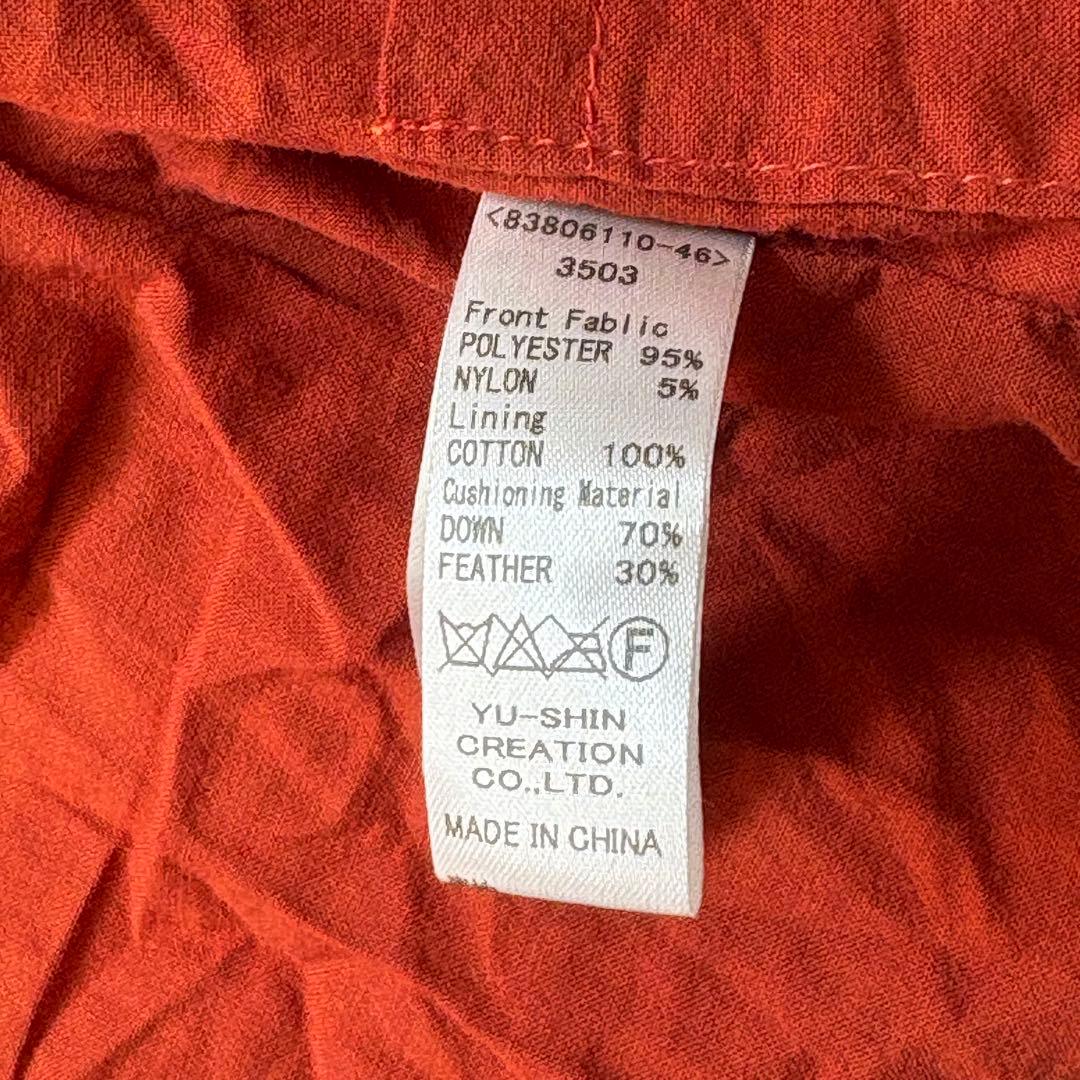 <83806110-46>
3503
Front Fablic
POLYESTER 95%
NYLON 5%
Lining
COTTON 100%
Cushioning Material
DOWN 70%
FEATHER 30%
F
YU-SHIN
CREATION
CO.,LTD.
MADE IN CHINA